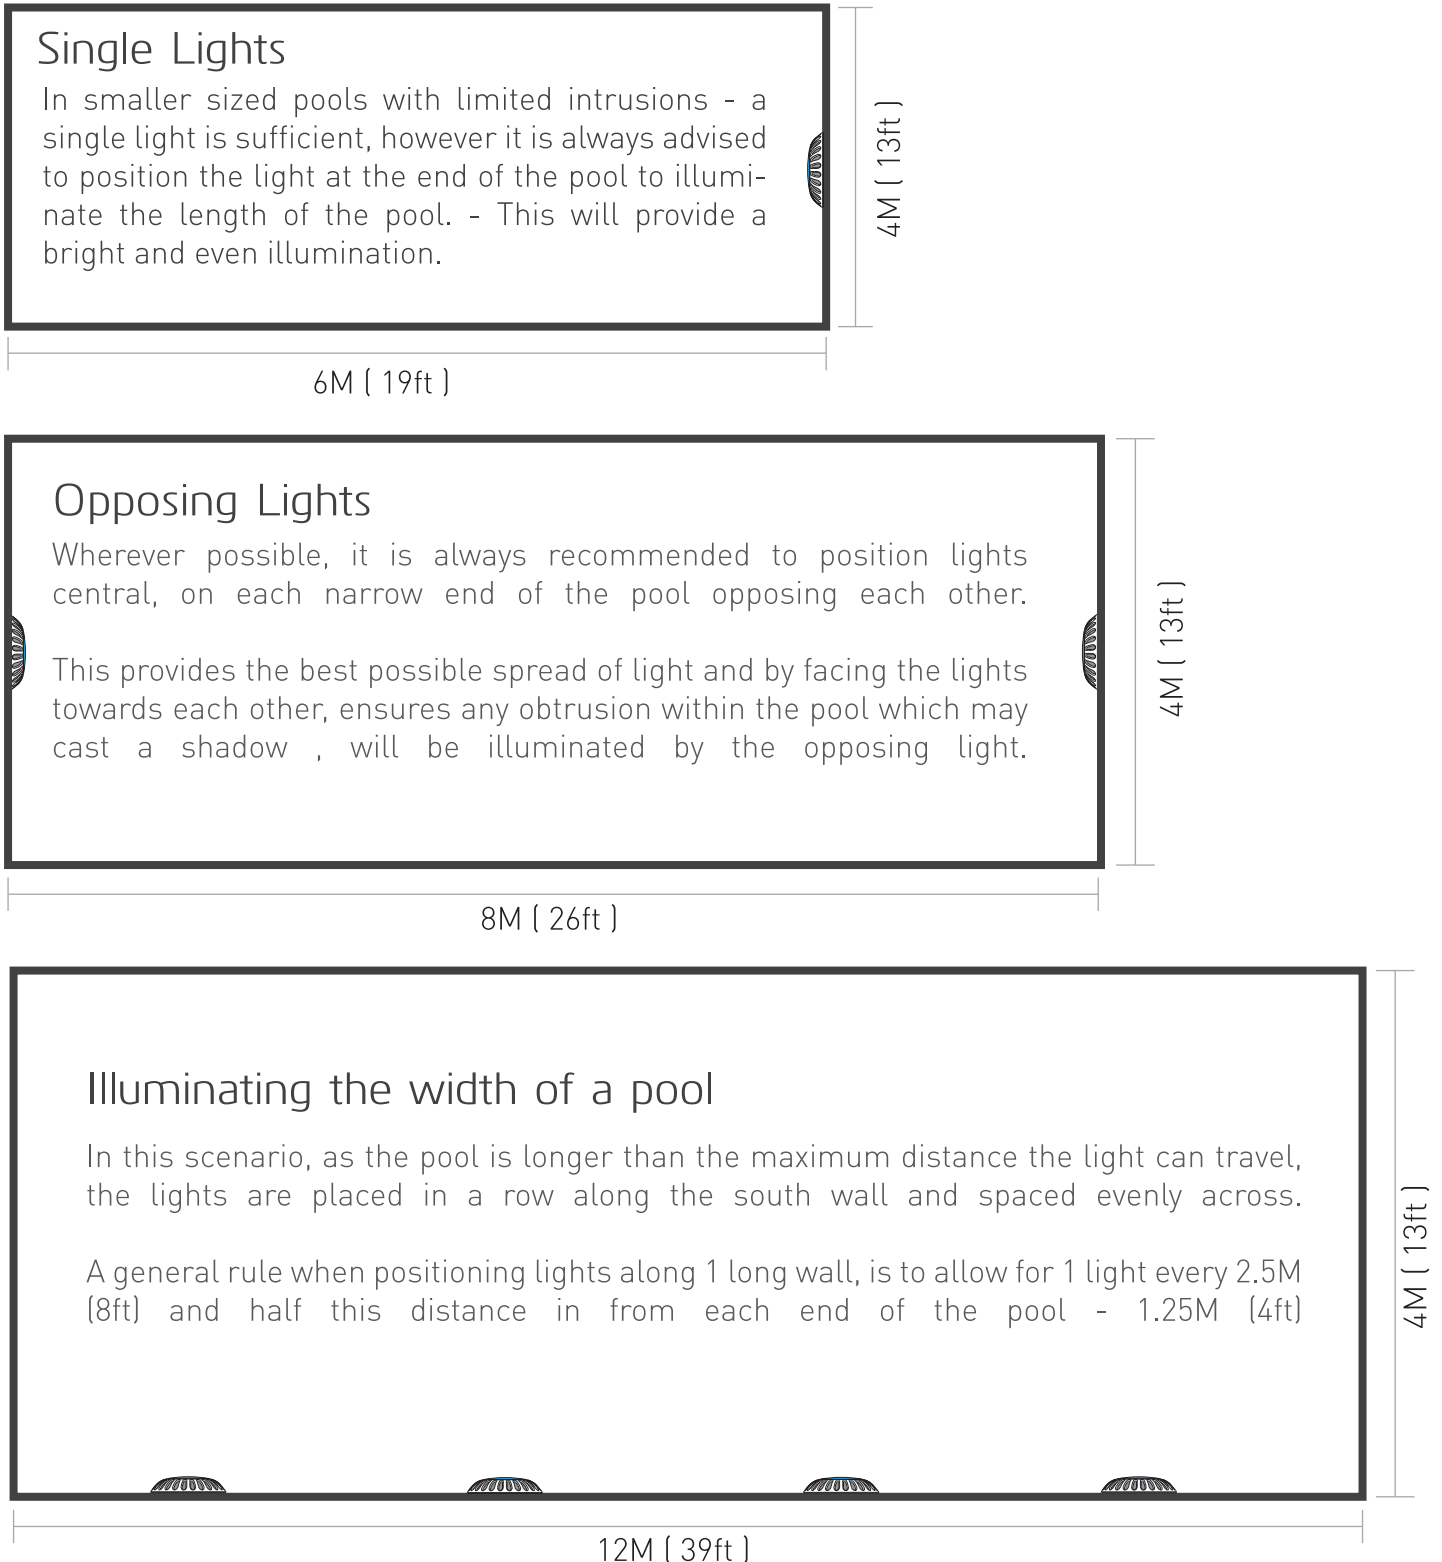 Single Lights
In smaller sized pools with limited intrusions - a
single light is sufficient, however it is always advised
to position the light at the end of the pool to illumi-
nate the length of the pool. - This will provide a
bright and even illumination.
4M ( 13ft )
6M ( 19ft )
Opposing Lights
Wherever possible, it is always recommended to position lights
central, on each narrow end of the pool opposing each other.
This provides the best possible spread of light and by facing the lights
towards each other, ensures any obtrusion within the pool which may
cast a shadow , will be illuminated by the opposing light.
4M ( 13ft )
8M ( 26ft )
Illuminating the width of a pool
In this scenario, as the pool is longer than the maximum distance the light can travel,
the lights are placed in a row along the south wall and spaced evenly across.
A general rule when positioning lights along 1 long wall, is to allow for 1 light every 2.5M
(8ft) and half this distance in from each end of the pool - 1.25M (4ft)
4M ( 13ft )
12M ( 39ft )